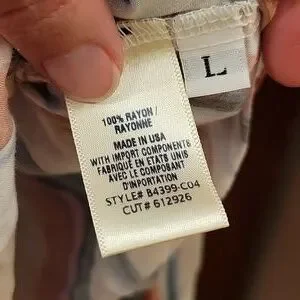 L
100% RAYON /
RAYONNE
MADE IN USA
WITH IMPORT COMPONENTS
FABRIQUÉ EN ETATS UNIS
AVEC LE COMPOSANT
D'IMPORTATION
STYLE# B4399-C04
CUT# 612926